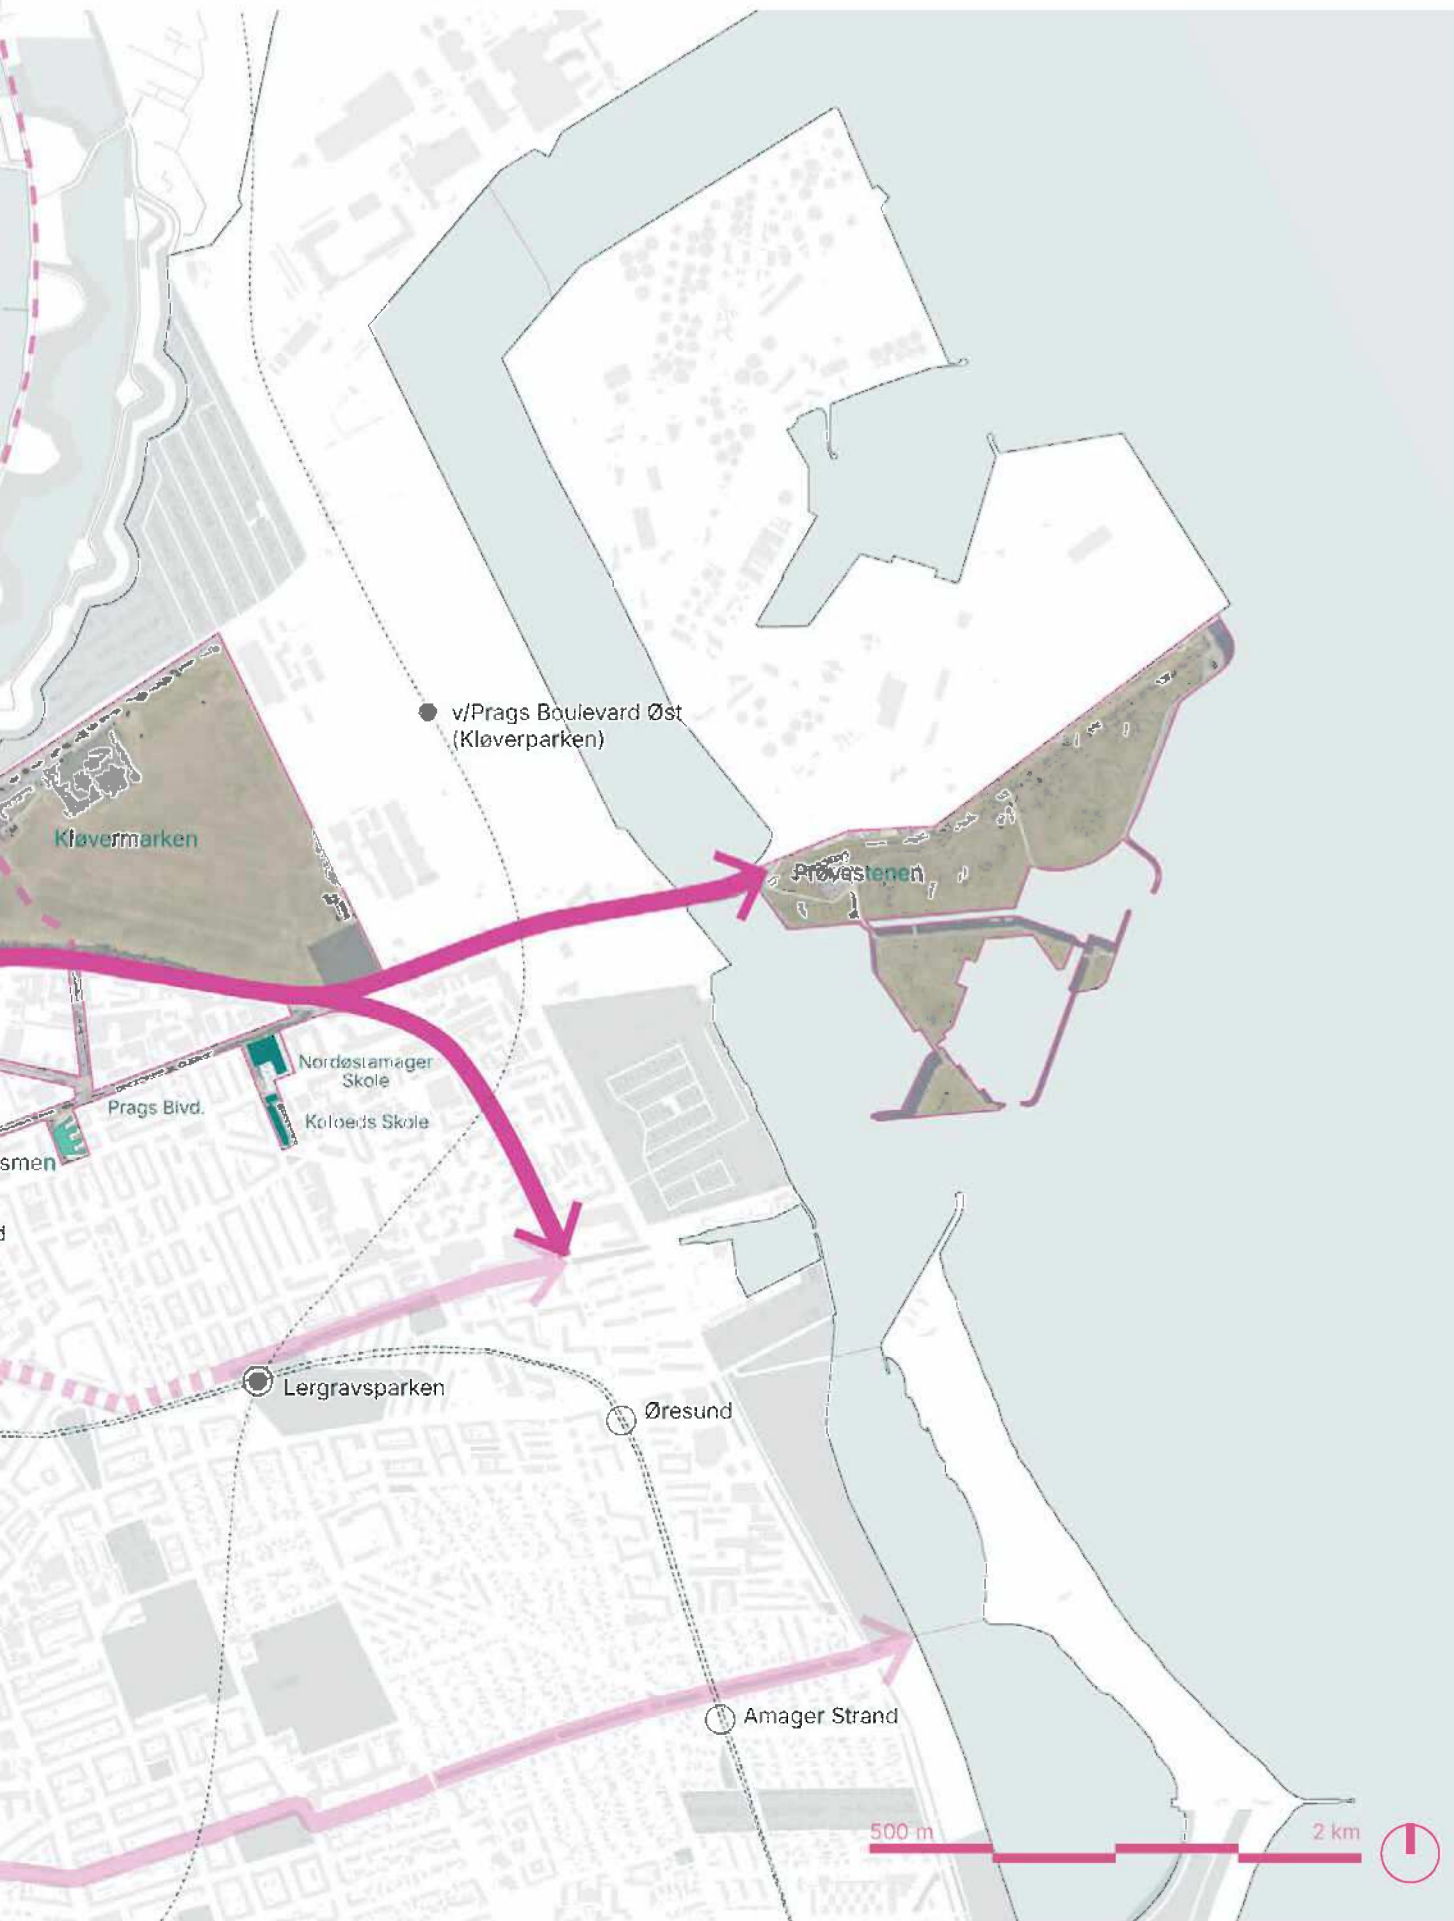 v/Prags Boulevard Øst
(Kløverparken)
Kløvermarken
Prøvestenen
Nordøstamager
Skole
Prags Blvd.
Kofoeds Skole
smen
Lergravsparken
Øresund
Amager Strand
500 m
2 km